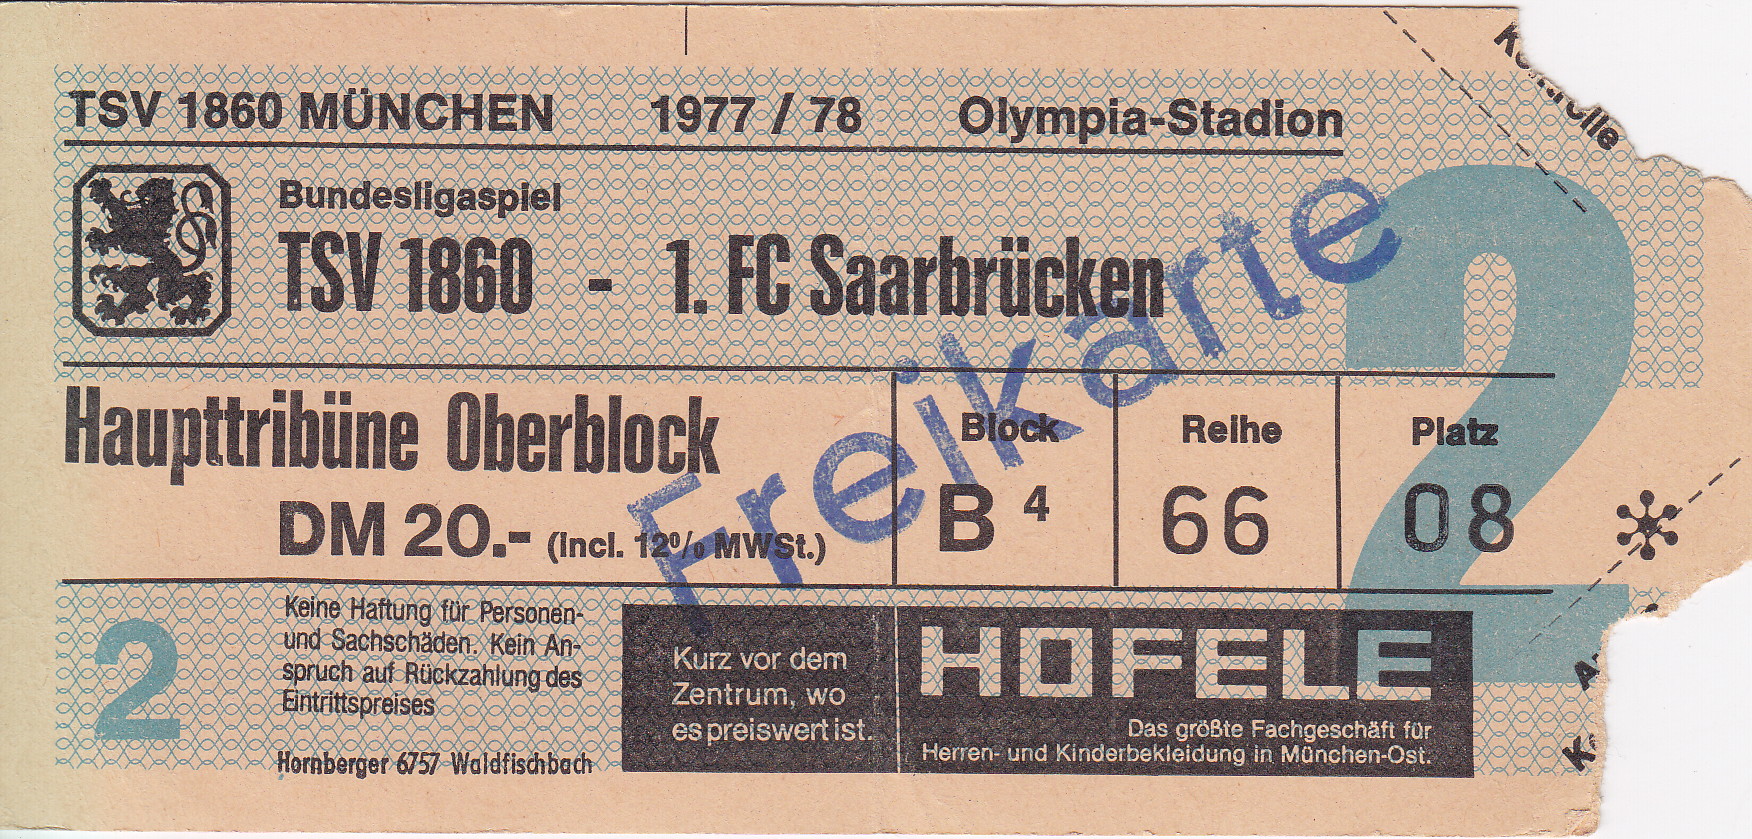 TSV 1860 MÜNCHEN 1977 / 78 Olympia-Stadion
Bundesligaspiel
TSV 1860 - 1. FC Saarbrücken
Freikarte
Haupttribüne Oberblock
DM 20.- (Incl. 12% MWSt.)
Block Reihe Platz
B 4 66 08
2
2
Keine Haftung für Personen-
und Sachschäden. Kein An-
spruch auf Rückzahlung des
Eintrittspreises
Hornberger 6757 Waldfischbach
Kurz vor dem
Zentrum, wo
es preiswert ist.
HOFELE
Das größte Fachgeschäft für
Herren- und Kinderbekleidung in München-Ost.